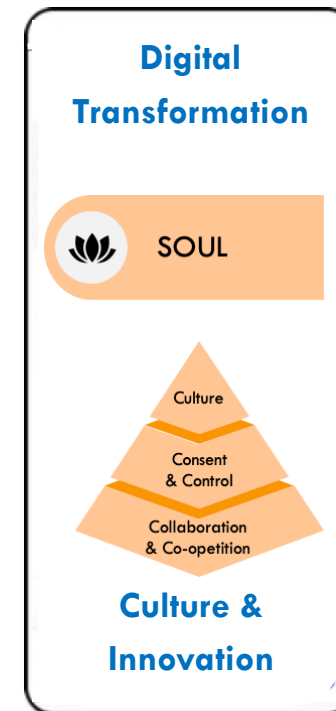 Digital
Transformation
SOUL
Culture
Consent
& Control
Collaboration
& Co-opetition
Culture &
Innovation